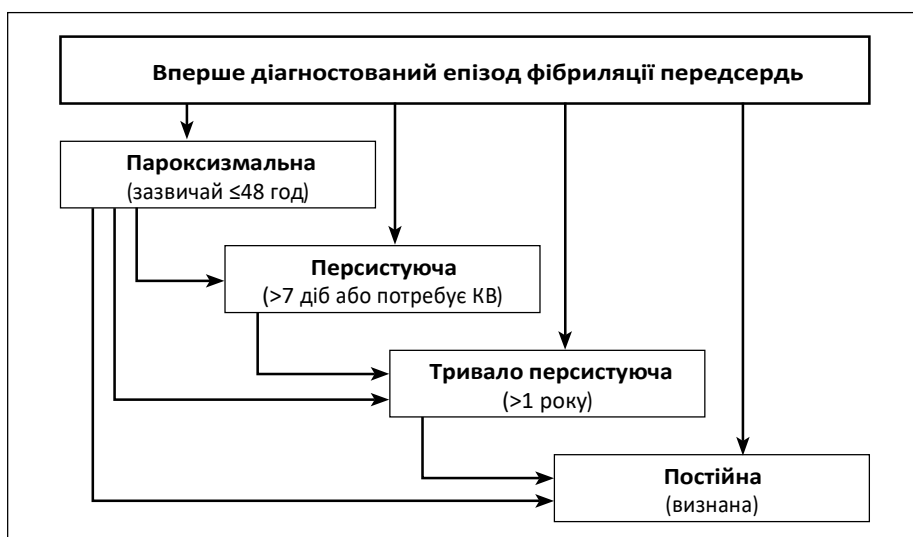 Вперше діагностований епізод фібриляції передсердь
Пароксизмальна
(зазвичай ≤48 год)
Персистуюча
(>7 діб або потребує КВ)
Тривало персистуюча
(>1 року)
Постійна
(визнана)